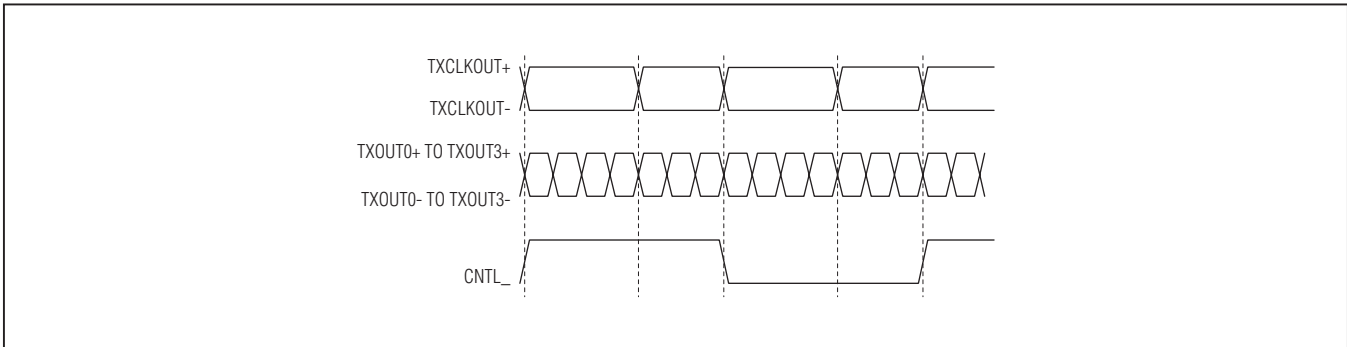 TXCLKOUT+
TXCLKOUT-
TXOUT0+ TO TXOUT3+
TXOUT0- TO TXOUT3-
CNTL_